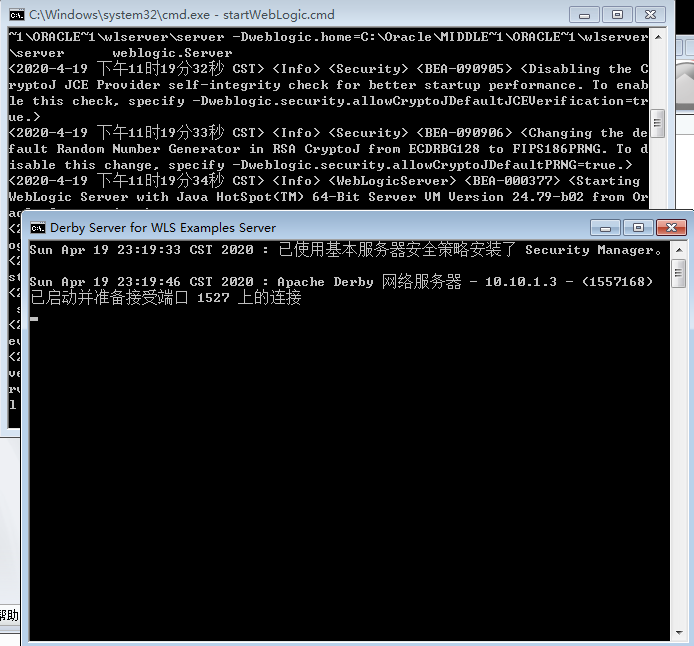 C:\Windows\system32\cmd.exe - startWebLogic.cmd
~1\ORACLE~1\wlserver\server -Dweblogic.home=C:\Oracle\MIDDLE~1\ORACLE~1\wlserver
\server weblogic.Server
<2020-4-19 下午11时19分32秒 CST> <Info> <Security> <BEA-090905> <Disabling the C
ryptoJ JCE Provider self-integrity check for better startup performance. To enab
le this check, specify -Dweblogic.security.allowCryptoJDefaultJCEVerification=tr
ue.>
<2020-4-19 下午11时19分33秒 CST> <Info> <Security> <BEA-090906> <Changing the de
fault Random Number Generator in RSA CryptoJ from ECDRBG128 to FIPS186PRNG. To d
isable this change, specify -Dweblogic.security.allowCryptoJDefaultPRNG=true.>
<2020-4-19 下午11时19分34秒 CST> <Info> <WebLogicServer> <BEA-000377> <Starting
WebLogic Server with Java HotSpot(TM) 64-Bit Server VM Version 24.79-b02 from Or
Derby Server for WLS Examples Server
Sun Apr 19 23:19:33 CST 2020 : 已使用基本服务器安全策略安装了 Security Manager。
Sun Apr 19 23:19:46 CST 2020 : Apache Derby 网络服务器 - 10.10.1.3 - (1557168)
已启动并准备接受端口 1527 上的连接
帮助